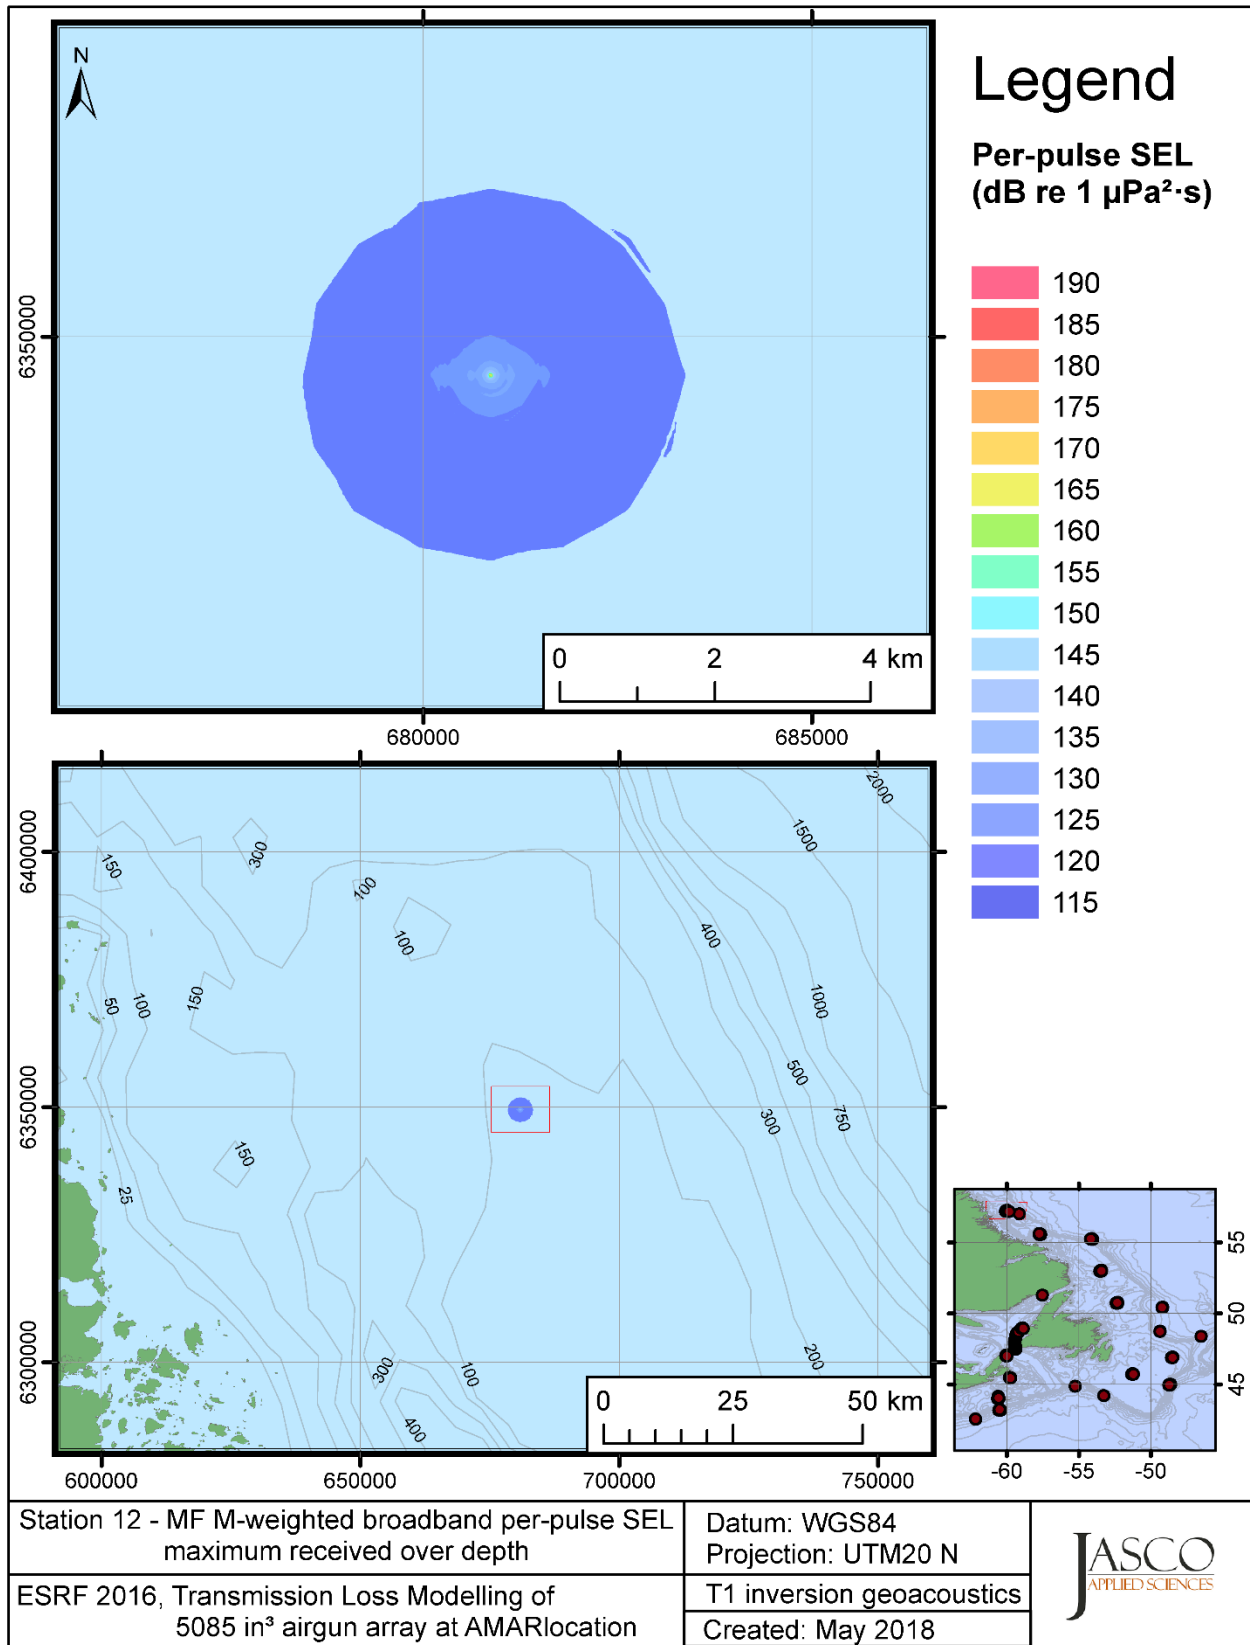 N
6350000
0 2 4 km
680000 685000
Legend
Per-pulse SEL
(dB re 1 µPa²·s)
190
185
180
175
170
165
160
155
150
145
140
135
130
125
120
115
6400000
6350000
6300000
2000
1500
300
150
100
100
400
150
100
50
1000
500
750
300
150
25
200
300
100
400
0 25 50 km
600000 650000 700000 750000
55
50
45
-60 -55 -50
Station 12 - MF M-weighted broadband per-pulse SEL
maximum received over depth
ESRF 2016, Transmission Loss Modelling of
5085 in³ airgun array at AMARlocation
Datum: WGS84
Projection: UTM20 N
T1 inversion geoacoustics
Created: May 2018
JASCO
APPLIED SCIENCES